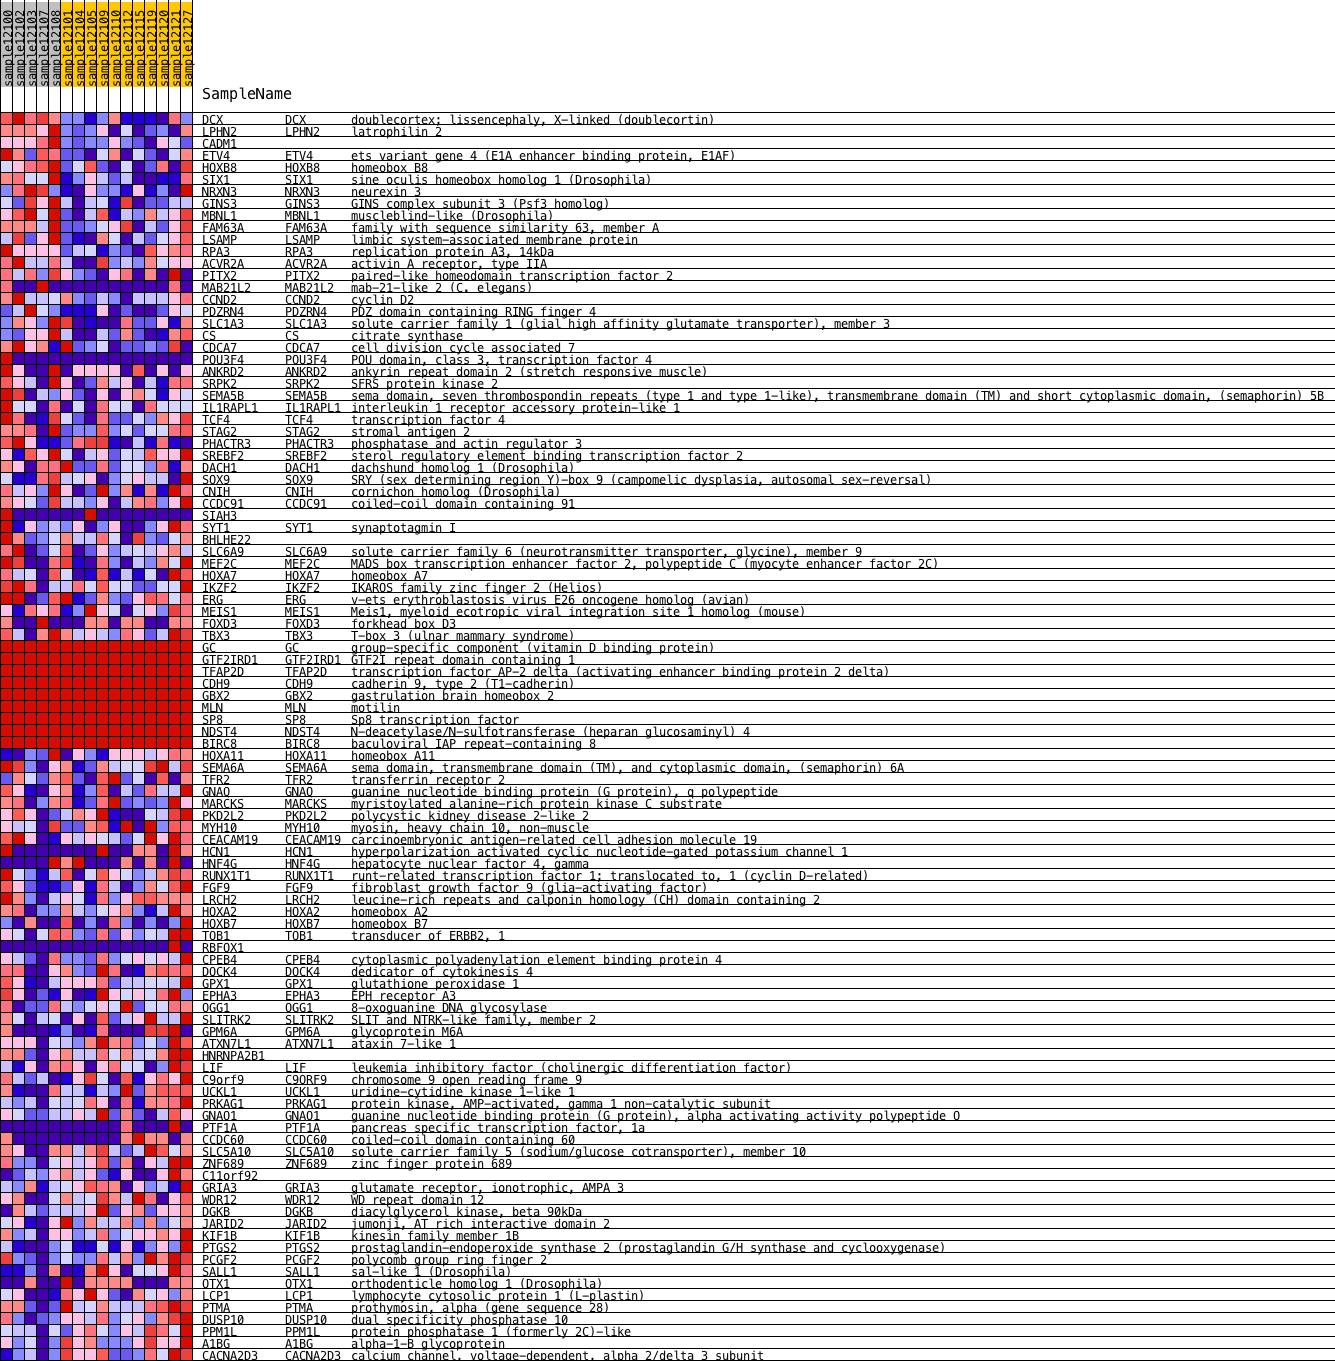 sample12100 sample12102 sample12103 sample12107 sample12108 sample12101 sample12104 sample12105 sample12109 sample12110 sample12112 sample12115 sample12119 sample12120 sample12121 sample12127
SampleName
DCX DCX doublecortex; lissencephaly, X-linked (doublecortin)
LPHN2 LPHN2 latrophilin 2
CADM1
ETV4 ETV4 ets variant gene 4 (E1A enhancer binding protein, E1AF)
HOXB8 HOXB8 homeobox B8
SIX1 SIX1 sine oculis homeobox homolog 1 (Drosophila)
NRXN3 NRXN3 neurexin 3
GINS3 GINS3 GINS complex subunit 3 (Psf3 homolog)
MBNL1 MBNL1 muscleblind-like (Drosophila)
FAM63A FAM63A family with sequence similarity 63, member A
LSAMP LSAMP limbic system-associated membrane protein
RPA3 RPA3 replication protein A3, 14kDa
ACVR2A ACVR2A activin A receptor, type IIA
PITX2 PITX2 paired-like homeodomain transcription factor 2
MAB21L2 MAB21L2 mab-21-like 2 (C. elegans)
CCND2 CCND2 cyclin D2
PDZRN4 PDZRN4 PDZ domain containing RING finger 4
SLC1A3 SLC1A3 solute carrier family 1 (glial high affinity glutamate transporter), member 3
CS CS citrate synthase
CDCA7 CDCA7 cell division cycle associated 7
POU3F4 POU3F4 POU domain, class 3, transcription factor 4
ANKRD2 ANKRD2 ankyrin repeat domain 2 (stretch responsive muscle)
SRPK2 SRPK2 SFRS protein kinase 2
SEMA5B SEMA5B sema domain, seven thrombospondin repeats (type 1 and type 1-like), transmembrane domain (TM) and short cytoplasmic domain, (semaphorin) 5B
IL1RAPL1 IL1RAPL1 interleukin 1 receptor accessory protein-like 1
TCF4 TCF4 transcription factor 4
STAG2 STAG2 stromal antigen 2
PHACTR3 PHACTR3 phosphatase and actin regulator 3
SREBF2 SREBF2 sterol regulatory element binding transcription factor 2
DACH1 DACH1 dachshund homolog 1 (Drosophila)
SOX9 SOX9 SRY (sex determining region Y)-box 9 (campomelic dysplasia, autosomal sex-reversal)
CNIH CNIH cornichon homolog (Drosophila)
CCDC91 CCDC91 coiled-coil domain containing 91
SIAH3
SYT1 SYT1 synaptotagmin I
BHLHE22
SLC6A9 SLC6A9 solute carrier family 6 (neurotransmitter transporter, glycine), member 9
MEF2C MEF2C MADS box transcription enhancer factor 2, polypeptide C (myocyte enhancer factor 2C)
HOXA7 HOXA7 homeobox A7
IKZF2 IKZF2 IKAROS family zinc finger 2 (Helios)
ERG ERG v-ets erythroblastosis virus E26 oncogene homolog (avian)
MEIS1 MEIS1 Meis1, myeloid ecotropic viral integration site 1 homolog (mouse)
FOXD3 FOXD3 forkhead box D3
TBX3 TBX3 T-box 3 (ulnar mammary syndrome)
GC GC group-specific component (vitamin D binding protein)
GTF2IRD1 GTF2IRD1 GTF2I repeat domain containing 1
TFAP2D TFAP2D transcription factor AP-2 delta (activating enhancer binding protein 2 delta)
CDH9 CDH9 cadherin 9, type 2 (T1-cadherin)
GBX2 GBX2 gastrulation brain homeobox 2
MLN MLN motilin
SP8 SP8 Sp8 transcription factor
NDST4 NDST4 N-deacetylase/N-sulfotransferase (heparan glucosaminyl) 4
BIRC8 BIRC8 baculoviral IAP repeat-containing 8
HOXA11 HOXA11 homeobox A11
SEMA6A SEMA6A sema domain, transmembrane domain (TM), and cytoplasmic domain, (semaphorin) 6A
TFR2 TFR2 transferrin receptor 2
GNAQ GNAQ guanine nucleotide binding protein (G protein), q polypeptide
MARCKS MARCKS myristoylated alanine-rich protein kinase C substrate
PKD2L2 PKD2L2 polycystic kidney disease 2-like 2
MYH10 MYH10 myosin, heavy chain 10, non-muscle
CEACAM19 CEACAM19 carcinoembryonic antigen-related cell adhesion molecule 19
HCN1 HCN1 hyperpolarization activated cyclic nucleotide-gated potassium channel 1
HNF4G HNF4G hepatocyte nuclear factor 4, gamma
RUNX1T1 RUNX1T1 runt-related transcription factor 1; translocated to, 1 (cyclin D-related)
FGF9 FGF9 fibroblast growth factor 9 (glia-activating factor)
LRCH2 LRCH2 leucine-rich repeats and calponin homology (CH) domain containing 2
HOXA2 HOXA2 homeobox A2
HOXB7 HOXB7 homeobox B7
TOB1 TOB1 transducer of ERBB2, 1
RBFOX1
CPEB4 CPEB4 cytoplasmic polyadenylation element binding protein 4
DOCK4 DOCK4 dedicator of cytokinesis 4
GPX1 GPX1 glutathione peroxidase 1
EPHA3 EPHA3 EPH receptor A3
OGG1 OGG1 8-oxoguanine DNA glycosylase
SLITRK2 SLITRK2 SLIT and NTRK-like family, member 2
GPM6A GPM6A glycoprotein M6A
ATXN7L1 ATXN7L1 ataxin 7-like 1
HNRNPA2B1
LIF LIF leukemia inhibitory factor (cholinergic differentiation factor)
C9orf9 C9ORF9 chromosome 9 open reading frame 9
UCKL1 UCKL1 uridine-cytidine kinase 1-like 1
PRKAG1 PRKAG1 protein kinase, AMP-activated, gamma 1 non-catalytic subunit
GNAO1 GNAO1 guanine nucleotide binding protein (G protein), alpha activating activity polypeptide O
PTF1A PTF1A pancreas specific transcription factor, 1a
CCDC60 CCDC60 coiled-coil domain containing 60
SLC5A10 SLC5A10 solute carrier family 5 (sodium/glucose cotransporter), member 10
ZNF689 ZNF689 zinc finger protein 689
C11orf92
GRIA3 GRIA3 glutamate receptor, ionotrophic, AMPA 3
WDR12 WDR12 WD repeat domain 12
DGKB DGKB diacylglycerol kinase, beta 90kDa
JARID2 JARID2 jumonji, AT rich interactive domain 2
KIF1B KIF1B kinesin family member 1B
PTGS2 PTGS2 prostaglandin-endoperoxide synthase 2 (prostaglandin G/H synthase and cyclooxygenase)
PCGF2 PCGF2 polycomb group ring finger 2
SALL1 SALL1 sal-like 1 (Drosophila)
OTX1 OTX1 orthodenticle homolog 1 (Drosophila)
LCP1 LCP1 lymphocyte cytosolic protein 1 (L-plastin)
PTMA PTMA prothymosin, alpha (gene sequence 28)
DUSP10 DUSP10 dual specificity phosphatase 10
PPM1L PPM1L protein phosphatase 1 (formerly 2C)-like
A1BG A1BG alpha-1-B glycoprotein
CACNA2D3 CACNA2D3 calcium channel, voltage-dependent, alpha 2/delta 3 subunit